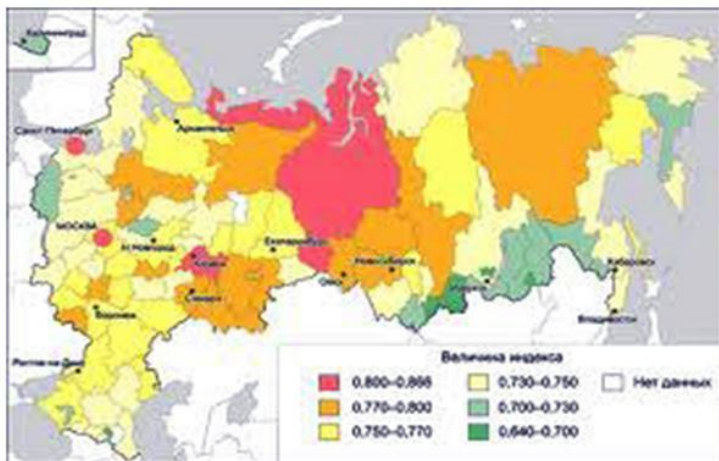 Калининград
Архангельск
Санкт-Петербург
МОСКВА
Н.Новгород
Екатеринбург
Казань
Новосибирск
Самара
Омск
Иркутск
Хабаровск
Воронеж
Владивосток
Ростов-на-Дону
Величина индекса
0,800–0,866
0,730–0,750
Нет данных
0,770–0,800
0,700–0,730
0,750–0,770
0,640–0,700